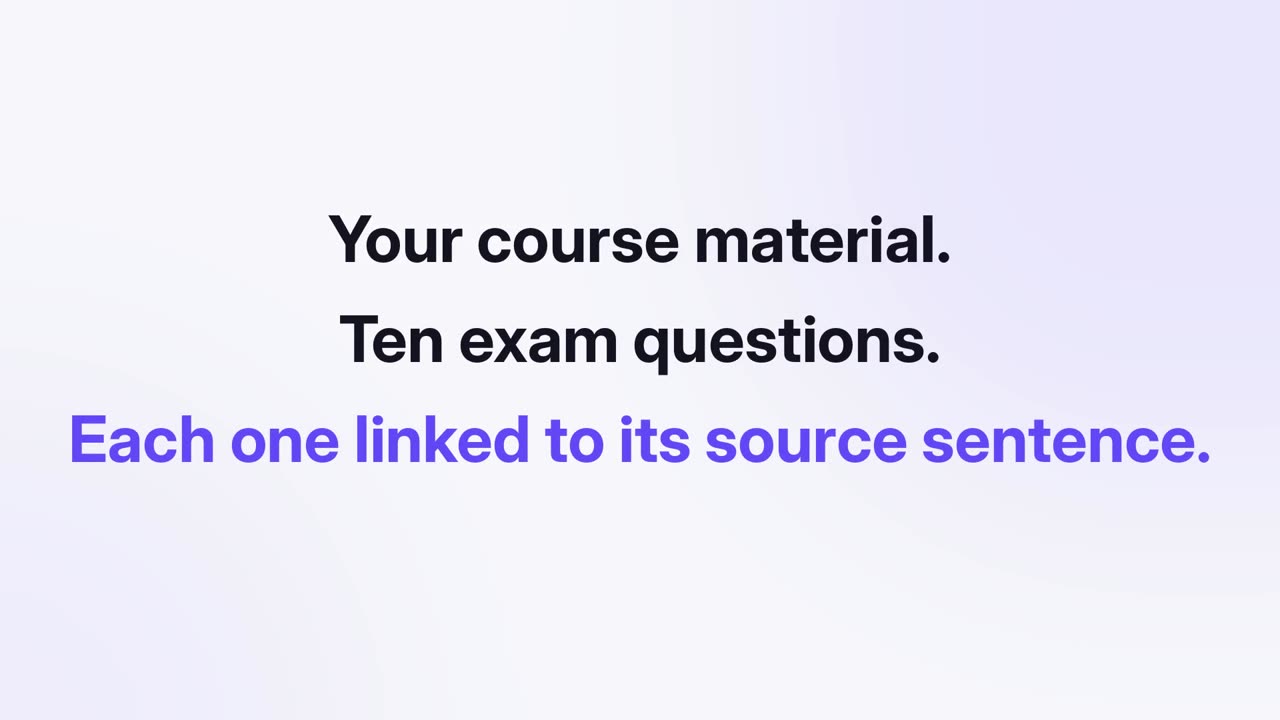 Your course material.
Ten exam questions.
Each one linked to its source sentence.